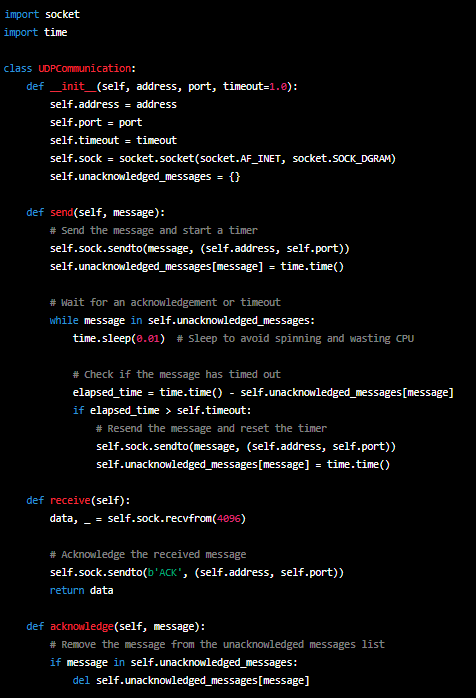 import socket
import time

class UDPCommunication:
    def __init__(self, address, port, timeout=1.0):
        self.address = address
        self.port = port
        self.timeout = timeout
        self.sock = socket.socket(socket.AF_INET, socket.SOCK_DGRAM)
        self.unacknowledged_messages = {}

    def send(self, message):
        # Send the message and start a timer
        self.sock.sendto(message, (self.address, self.port))
        self.unacknowledged_messages[message] = time.time()

        # Wait for an acknowledgement or timeout
        while message in self.unacknowledged_messages:
            time.sleep(0.01)  # Sleep to avoid spinning and wasting CPU

            # Check if the message has timed out
            elapsed_time = time.time() - self.unacknowledged_messages[message]
            if elapsed_time > self.timeout:
                # Resend the message and reset the timer
                self.sock.sendto(message, (self.address, self.port))
                self.unacknowledged_messages[message] = time.time()

    def receive(self):
        data, _ = self.sock.recvfrom(4096)

        # Acknowledge the received message
        self.sock.sendto(b'ACK', (self.address, self.port))
        return data

    def acknowledge(self, message):
        # Remove the message from the unacknowledged messages list
        if message in self.unacknowledged_messages:
            del self.unacknowledged_messages[message]